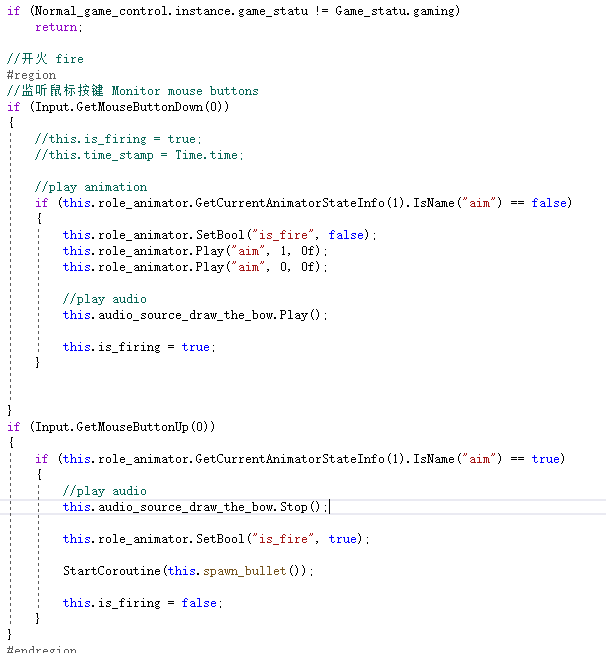 if (Normal_game_control.instance.game_statu != Game_statu.gaming)
return;
//开火 fire
#region
//监听鼠标按键 Monitor mouse buttons
if (Input.GetMouseButtonDown(0))
{
//this.is_firing = true;
//this.time_stamp = Time.time;
//play animation
if (this.role_animator.GetCurrentAnimatorStateInfo(1).IsName("aim") == false)
{
this.role_animator.SetBool("is_fire", false);
this.role_animator.Play("aim", 1, 0f);
this.role_animator.Play("aim", 0, 0f);
//play audio
this.audio_source_draw_the_bow.Play();
this.is_firing = true;
}
}
if (Input.GetMouseButtonUp(0))
{
if (this.role_animator.GetCurrentAnimatorStateInfo(1).IsName("aim") == true)
{
//play audio
this.audio_source_draw_the_bow.Stop();
this.role_animator.SetBool("is_fire", true);
StartCoroutine(this.spawn_bullet());
this.is_firing = false;
}
}
#endregion